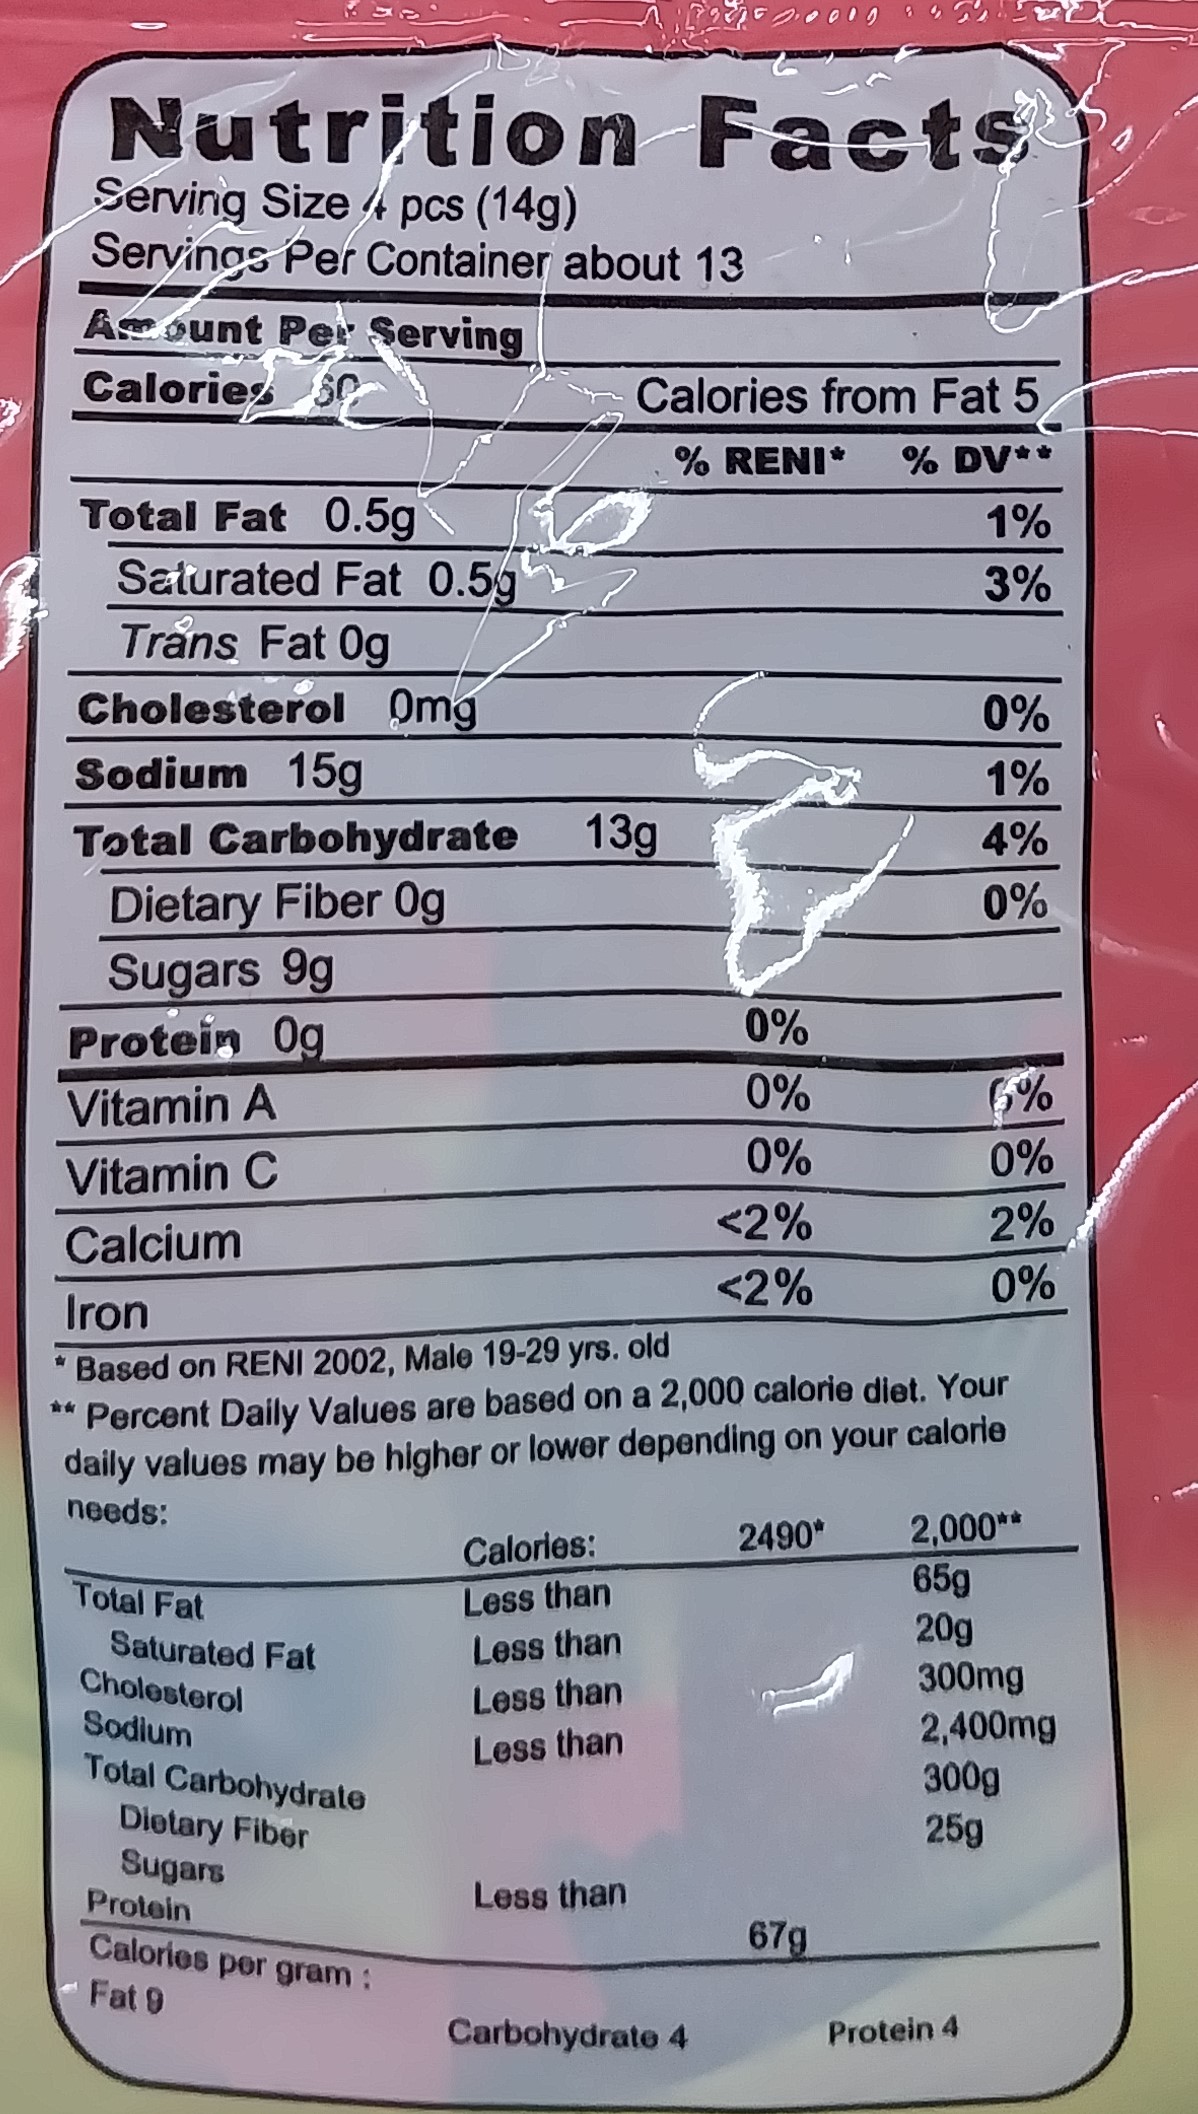 Nutrition Facts
Serving Size 4 pcs (14g)
Servings Per Container about 13
Amount Per Serving
Calories 60 Calories from Fat 5
% RENI* % DV**
Total Fat 0.5g 1%
Saturated Fat 0.5g 3%
Trans Fat 0g
Cholesterol 0mg 0%
Sodium 15g 1%
Total Carbohydrate 13g 4%
Dietary Fiber 0g 0%
Sugars 9g
Protein 0g 0%
Vitamin A 0% 0%
Vitamin C 0% 0%
Calcium <2% 2%
Iron <2% 0%
* Based on RENI 2002, Male 19-29 yrs. old
** Percent Daily Values are based on a 2,000 calorie diet. Your
daily values may be higher or lower depending on your calorie
needs:
Calories: 2490* 2,000**
Total Fat Less than 65g
Saturated Fat Less than 20g
Cholesterol Less than 300mg
Sodium Less than 2,400mg
Total Carbohydrate 300g
Dietary Fiber 25g
Sugars Less than
Protein 67g
Calories per gram :
Fat 9 Carbohydrate 4 Protein 4